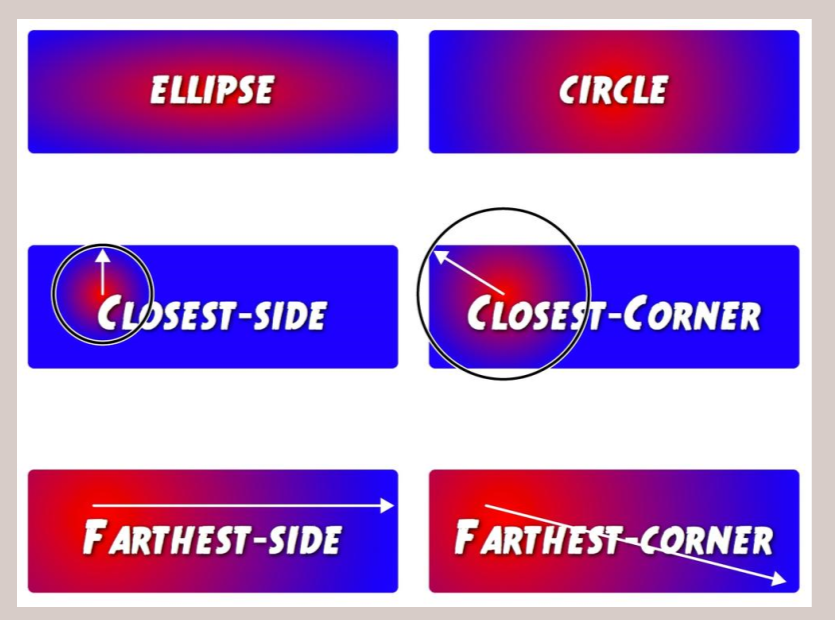 ELLIPSE
CIRCLE
CLOSEST-SIDE
CLOSEST-CORNER
FARTHEST-SIDE
FARTHEST-CORNER